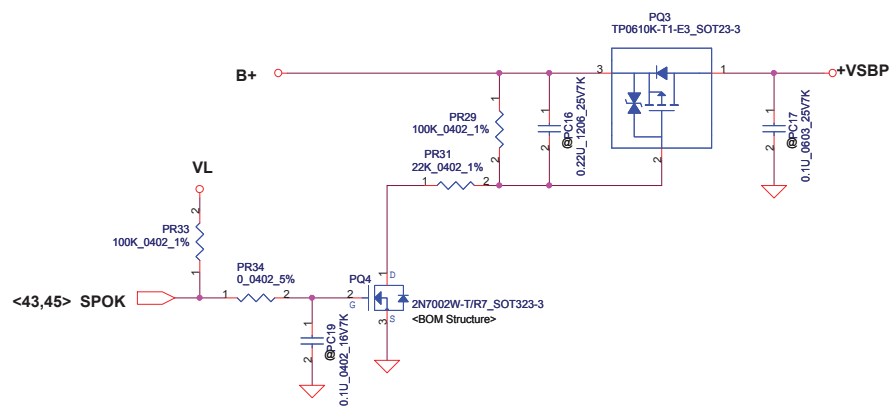 PQ3
TP0610K-T1-E3_SOT23-3
B+
3
1
+VSBP
1
PR29
100K_0402_1%
2
1
2
@PC16
0.22U_1206_25V7K
2
1
2
@PC17
0.1U_0603_25V7K
PR31
22K_0402_1%
1
2
VL
2
PR33
100K_0402_1%
1
PR34
0_0402_5%
<43,45> SPOK
1
2
PQ4
2
G
1
D
3
S
2N7002W-T/R7_SOT323-3
<BOM Structure>
1
2
@PC19
0.1U_0402_16V7K